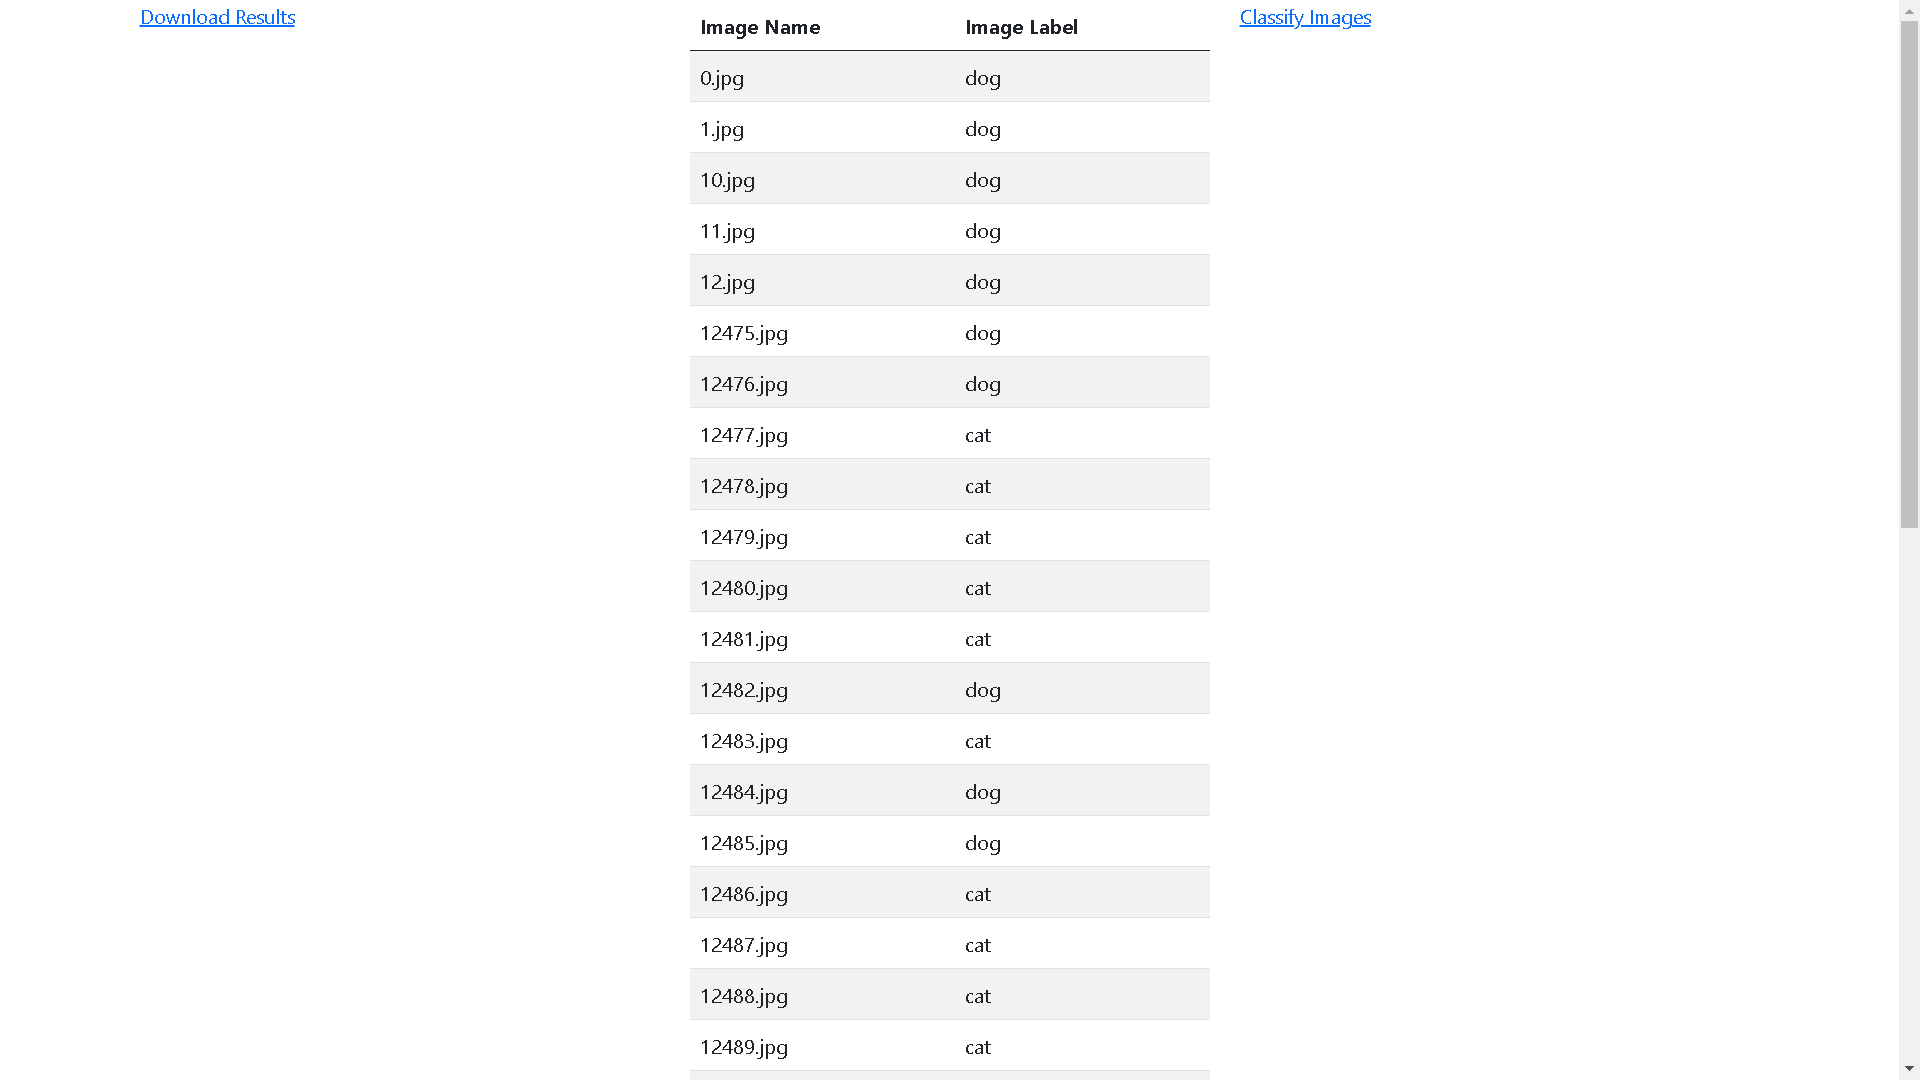 Download Results
Image Name Image Label
Classify Images
0.jpg dog
1.jpg dog
10.jpg dog
11.jpg dog
12.jpg dog
12475.jpg dog
12476.jpg dog
12477.jpg cat
12478.jpg cat
12479.jpg cat
12480.jpg cat
12481.jpg cat
12482.jpg dog
12483.jpg cat
12484.jpg dog
12485.jpg dog
12486.jpg cat
12487.jpg cat
12488.jpg cat
12489.jpg cat